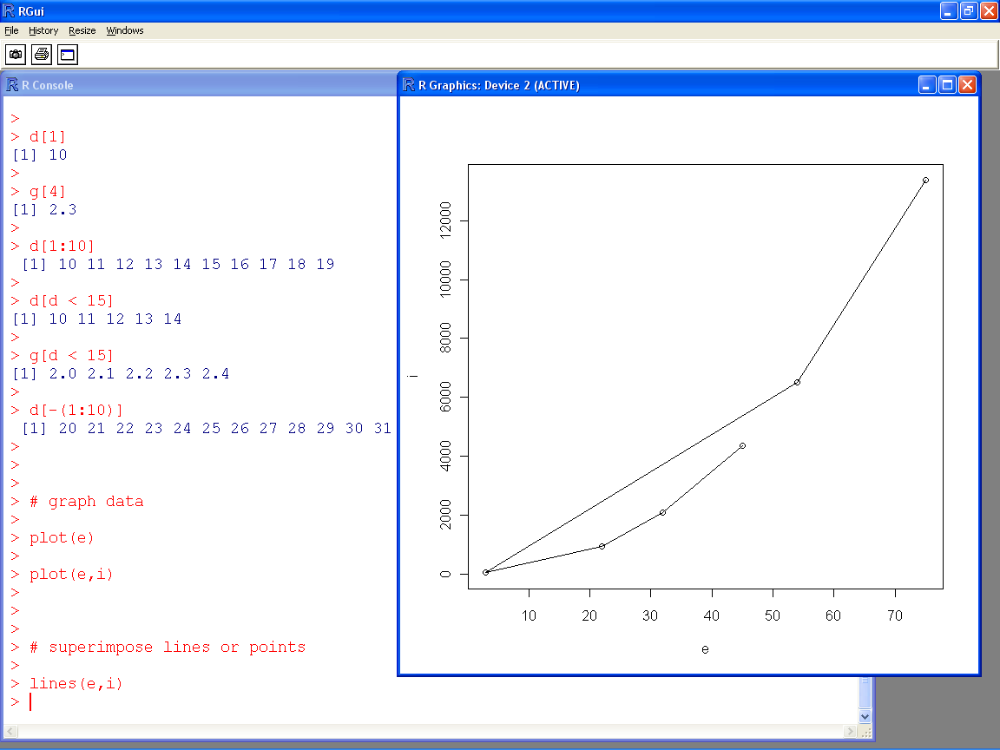 RGui
File History Resize Windows
R Console
>
> d[1]
[1] 10
>
> g[4]
[1] 2.3
>
> d[1:10]
[1] 10 11 12 13 14 15 16 17 18 19
>
> d[d < 15]
[1] 10 11 12 13 14
>
> g[d < 15]
[1] 2.0 2.1 2.2 2.3 2.4
>
> d[-(1:10)]
[1] 20 21 22 23 24 25 26 27 28 29 30 31
>
>
>
> # graph data
>
> plot(e)
>
> plot(e,i)
>
>
>
> # superimpose lines or points
>
> lines(e,i)
>
R Graphics: Device 2 (ACTIVE)
12000
10000
8000
6000
4000
2000
0
i
10 20 30 40 50 60 70
e